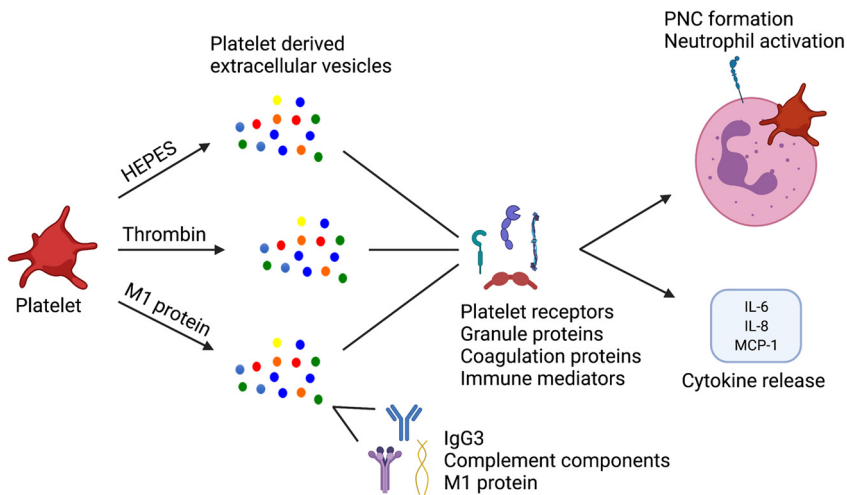 PNC formation
Neutrophil activation
Platelet derived
extracellular vesicles
HEPES
Thrombin
M1 protein
Platelet
Platelet receptors
Granule proteins
Coagulation proteins
Immune mediators
IL-6
IL-8
MCP-1
Cytokine release
IgG3
Complement components
M1 protein